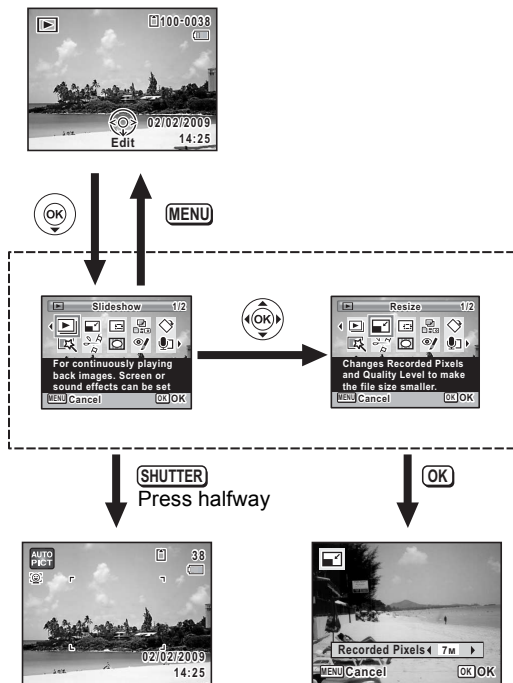 100-0038
02/02/2009
Edit
14:25
OK
MENU
Slideshow 1/2
For continuously playing
back images. Screen or
sound effects can be set
MENU Cancel OK OK
OK
Resize 1/2
Changes Recorded Pixels
and Quality Level to make
the file size smaller.
MENU Cancel OK OK
SHUTTER
Press halfway
OK
AUTO
PICT
38
02/02/2009
14:25
Recorded Pixels 7M
MENU Cancel OK OK